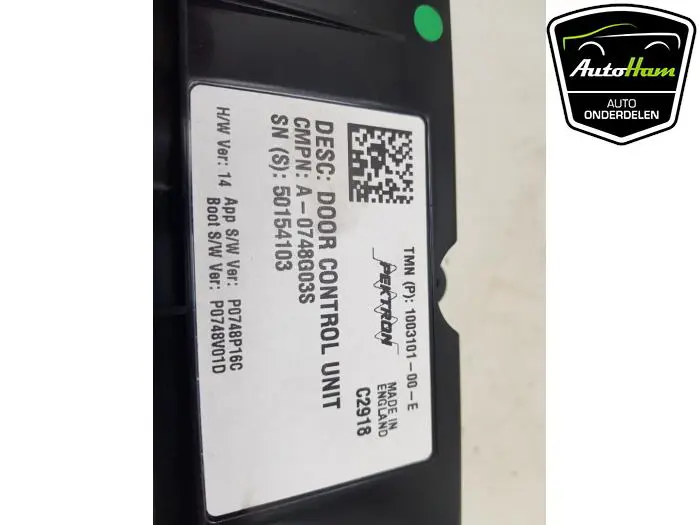 TMN (P): 1003101-00-E
PEKTRON
MADE IN
ENGLAND
C2918
DESC: DOOR CONTROL UNIT
CMPN: A-0748G03S
SN (S): 50154103
H/W Ver: 14 App S/W Ver: P0748P16C
Boot S/W Ver: P0748V01D
AutoHam
AUTO
ONDERDELEN